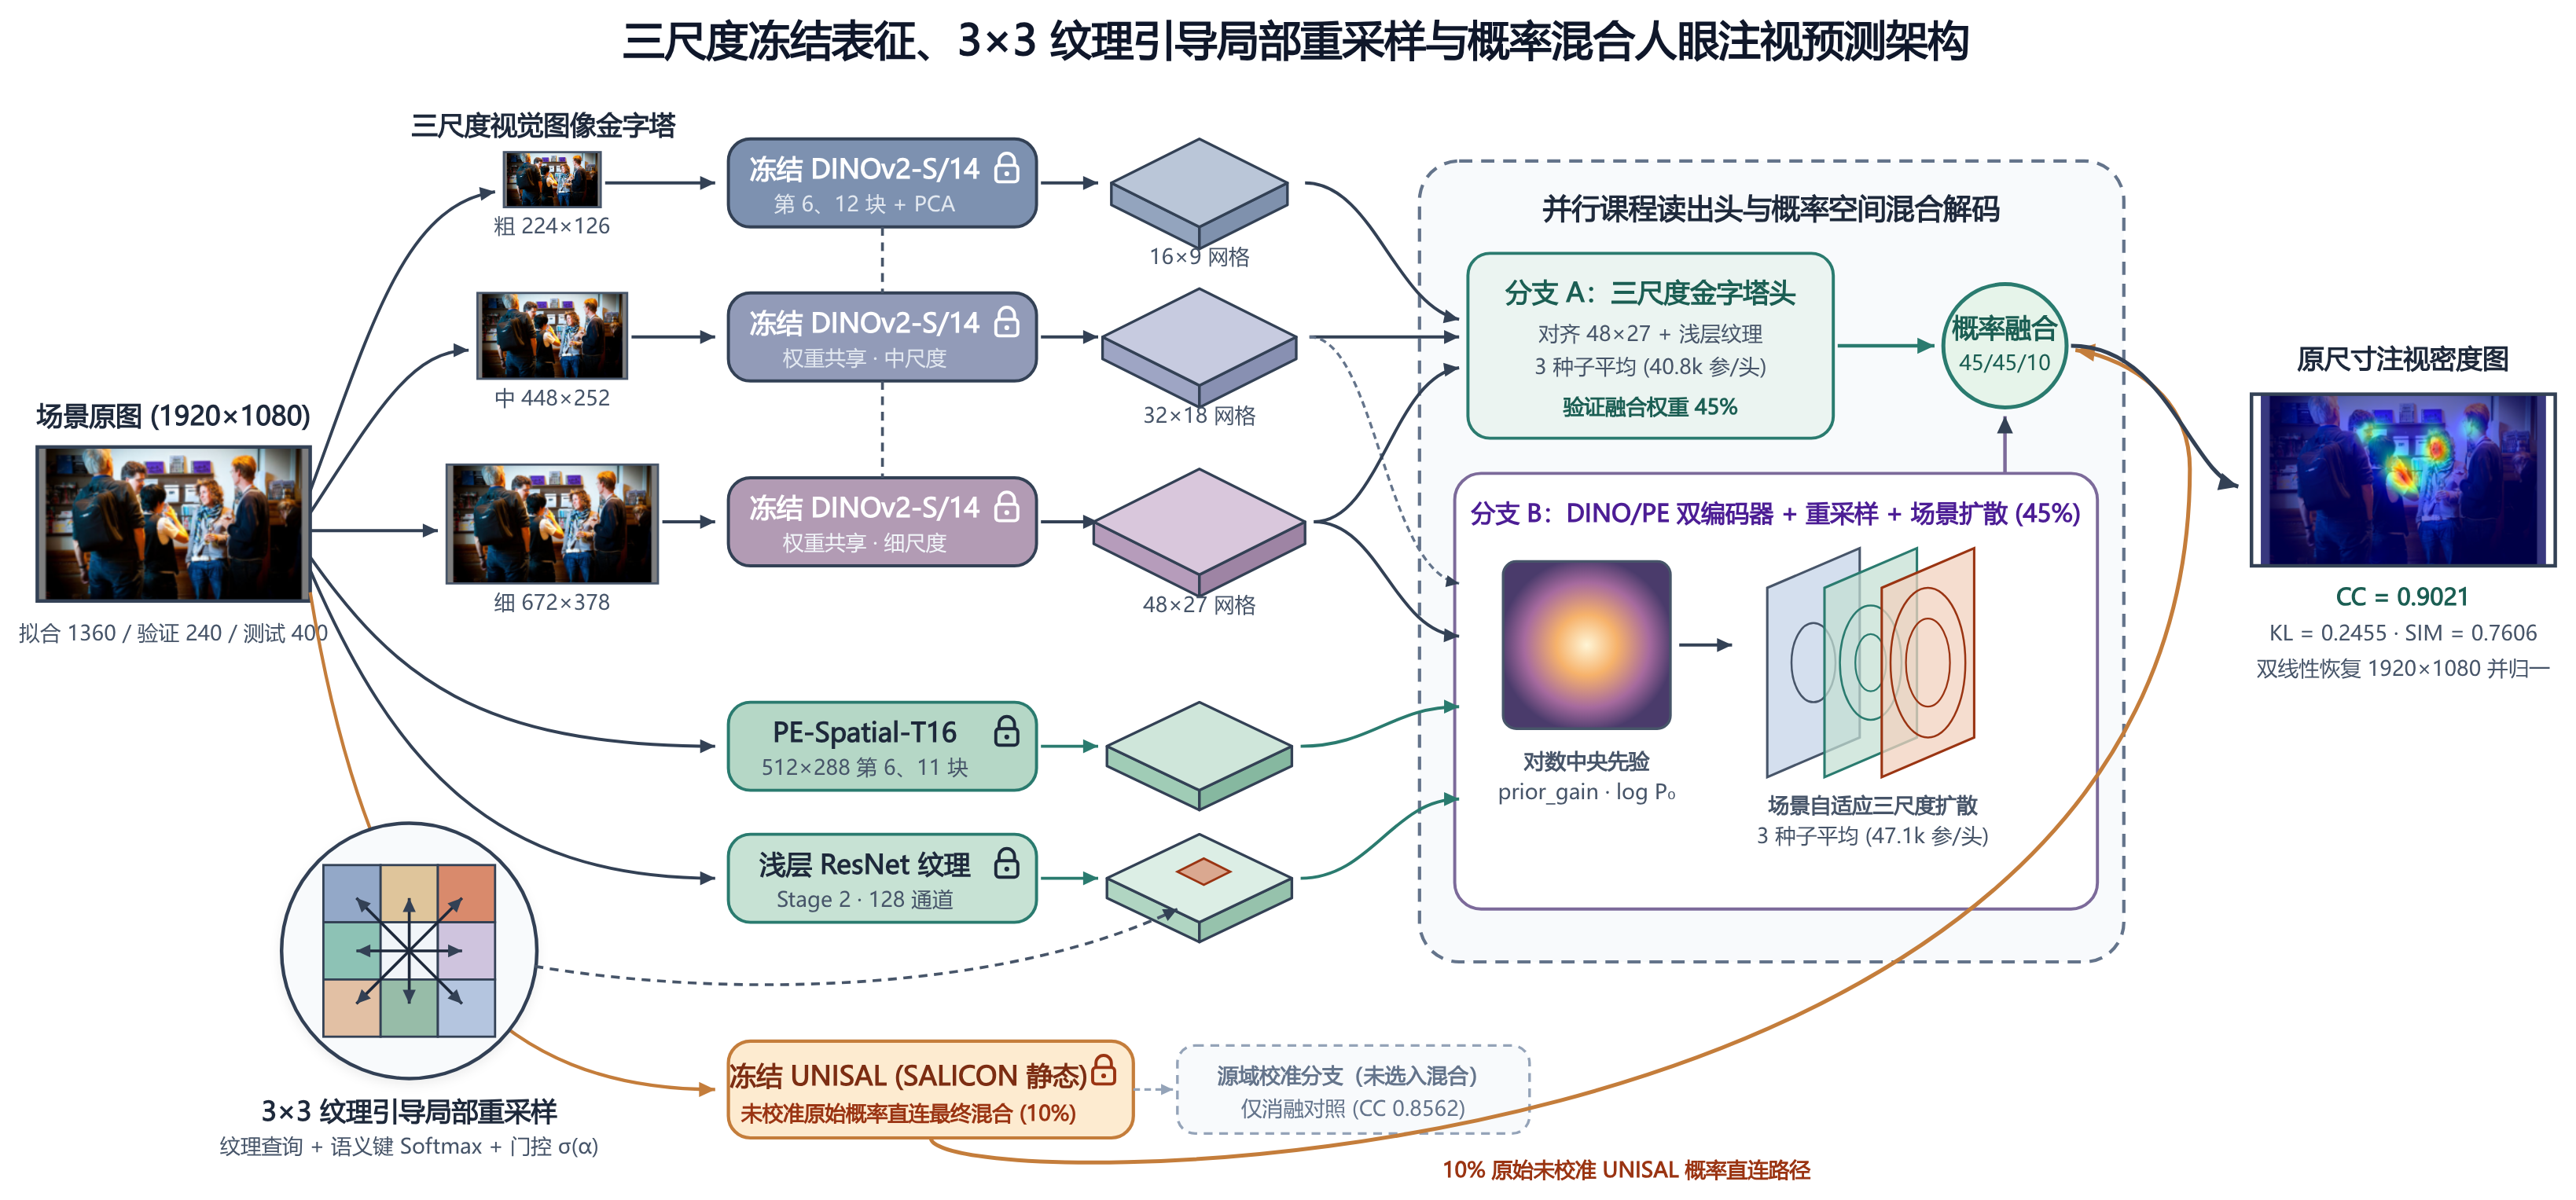 三尺度冻结表征、3×3 纹理引导局部重采样与概率混合人眼注视预测架构
三尺度视觉图像金字塔
粗 224×126
中 448×252
细 672×378
场景原图 (1920×1080)
拟合 1360 / 验证 240 / 测试 400
冻结 DINOv2-S/14
第 6、12 块 + PCA
冻结 DINOv2-S/14
权重共享 · 中尺度
冻结 DINOv2-S/14
权重共享 · 细尺度
16×9 网格
32×18 网格
48×27 网格
PE-Spatial-T16
512×288 第 6、11 块
浅层 ResNet 纹理
Stage 2 · 128 通道
3×3 纹理引导局部重采样
纹理查询 + 语义键 Softmax + 门控 σ(α)
冻结 UNISAL (SALICON 静态)
未校准原始概率直连最终混合 (10%)
源域校准分支（未选入混合）
仅消融对照 (CC 0.8562)
10% 原始未校准 UNISAL 概率直连路径
并行课程读出头与概率空间混合解码
分支 A：三尺度金字塔头
对齐 48×27 + 浅层纹理
3 种子平均 (40.8k 参/头)
验证融合权重 45%
概率融合
45/45/10
分支 B：DINO/PE 双编码器 + 重采样 + 场景扩散 (45%)
对数中央先验
prior_gain · log P₀
场景自适应三尺度扩散
3 种子平均 (47.1k 参/头)
原尺寸注视密度图
CC = 0.9021
KL = 0.2455 · SIM = 0.7606
双线性恢复 1920×1080 并归一